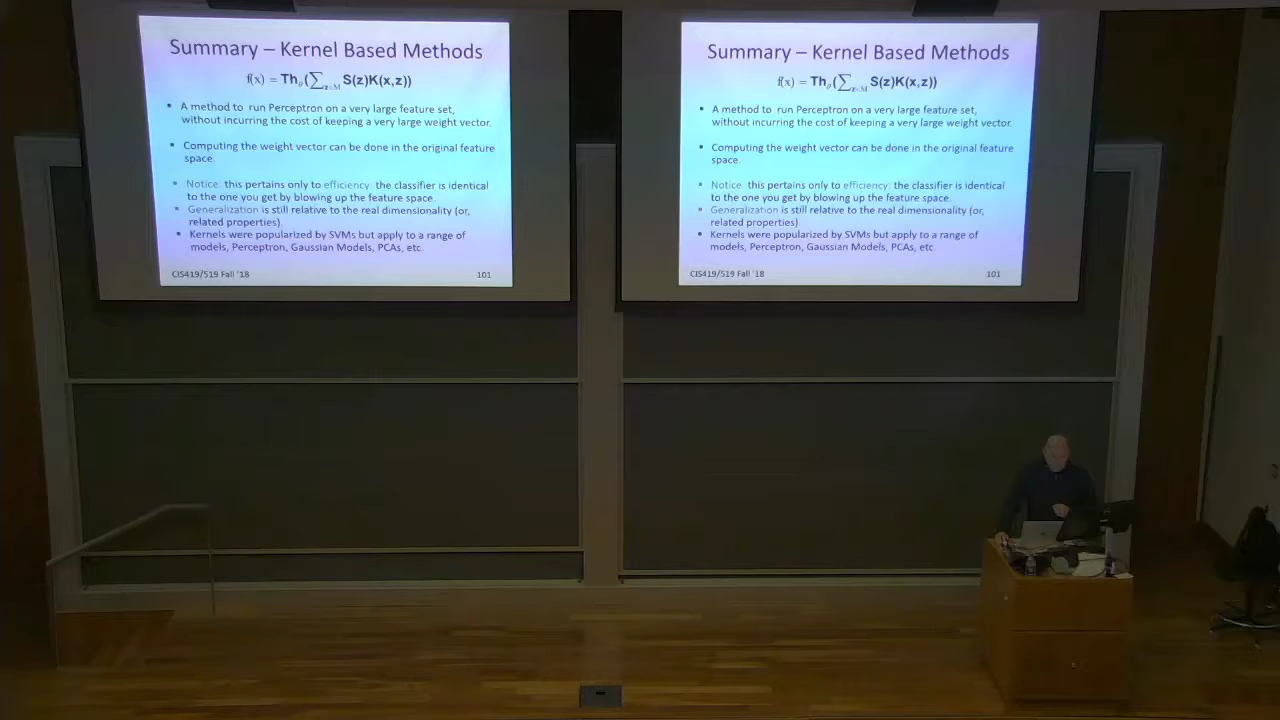 Summary – Kernel Based Methods
f(x) = Th_θ(∑_{z∈M} S(z)K(x,z))
• A method to run Perceptron on a very large feature set,
without incurring the cost of keeping a very large weight vector.
• Computing the weight vector can be done in the original feature
space.
• Notice: this pertains only to efficiency: the classifier is identical
to the one you get by blowing up the feature space.
• Generalization is still relative to the real dimensionality (or,
related properties).
• Kernels were popularized by SVMs but apply to a range of
models, Perceptron, Gaussian Models, PCAs, etc.
CIS419/519 Fall '18
101
Summary – Kernel Based Methods
f(x) = Th_θ(∑_{z∈M} S(z)K(x,z))
• A method to run Perceptron on a very large feature set,
without incurring the cost of keeping a very large weight vector.
• Computing the weight vector can be done in the original feature
space.
• Notice: this pertains only to efficiency: the classifier is identical
to the one you get by blowing up the feature space.
• Generalization is still relative to the real dimensionality (or,
related properties).
• Kernels were popularized by SVMs but apply to a range of
models, Perceptron, Gaussian Models, PCAs, etc.
CIS419/519 Fall '18
101